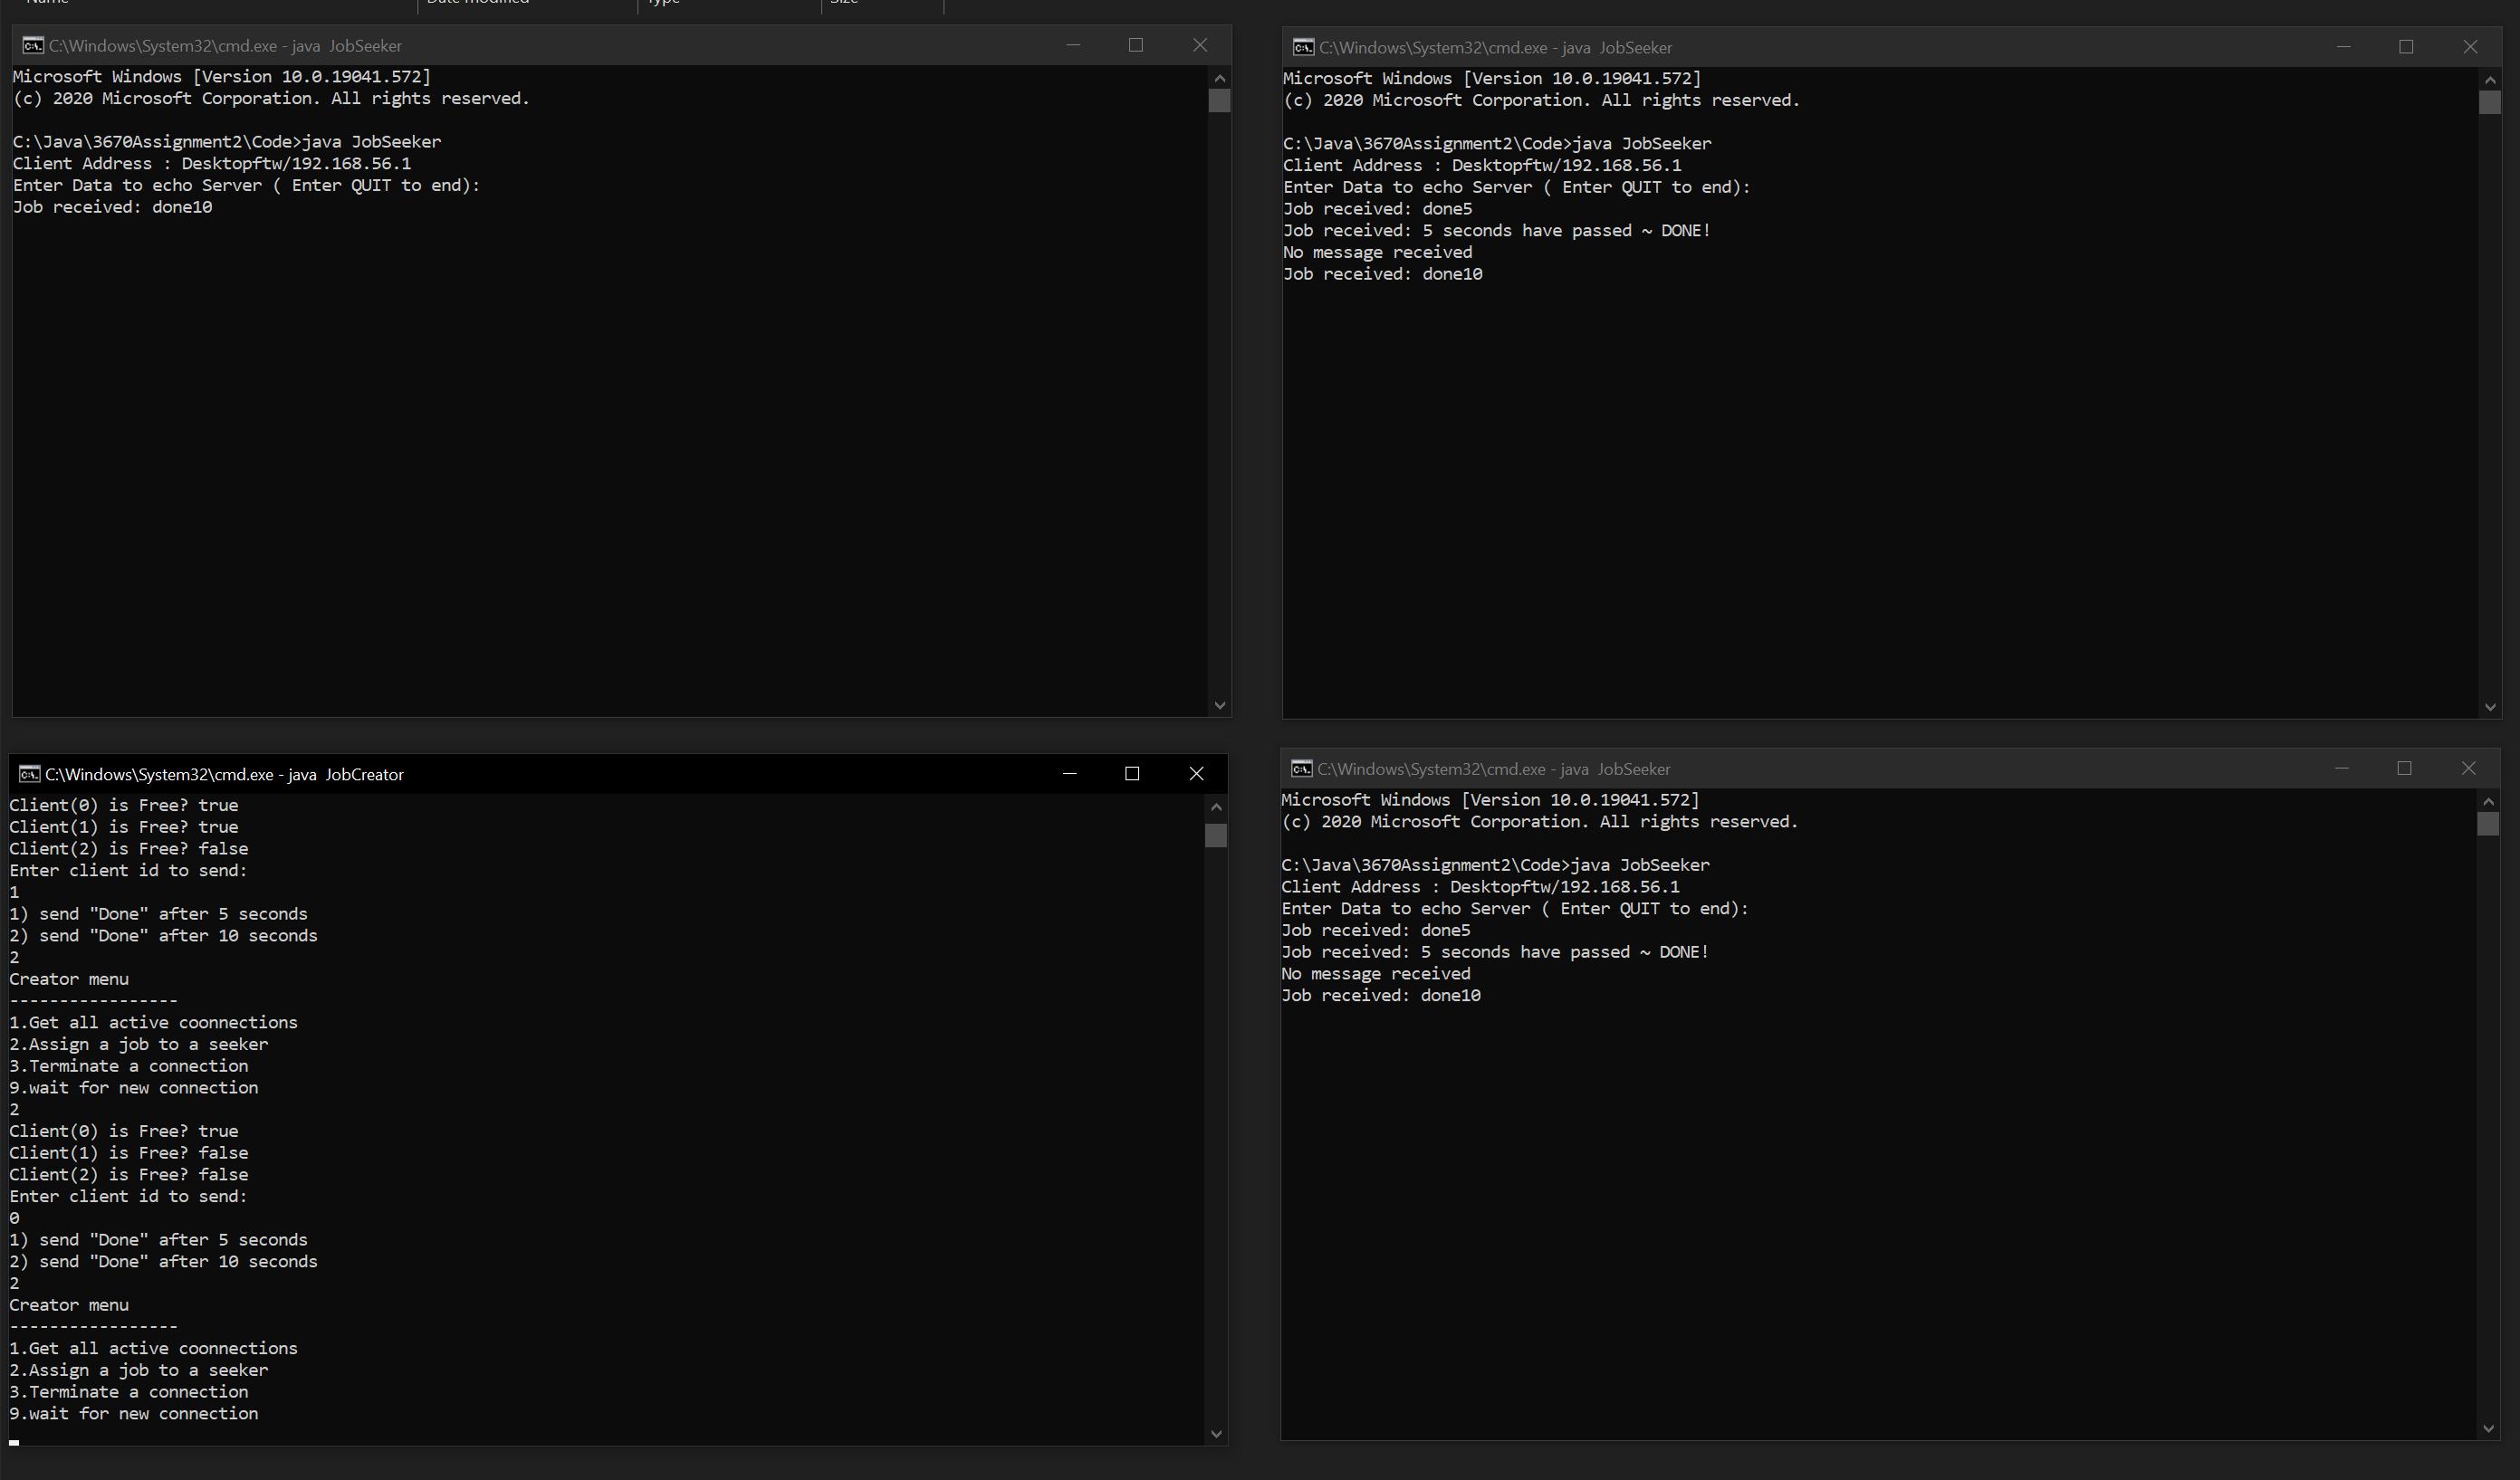 Name Date modified Type Size
C:\Windows\System32\cmd.exe - java  JobSeeker
Microsoft Windows [Version 10.0.19041.572]
(c) 2020 Microsoft Corporation. All rights reserved.
C:\Java\3670Assignment2\Code>java JobSeeker
Client Address : Desktopftw/192.168.56.1
Enter Data to echo Server ( Enter QUIT to end):
Job received: done10
C:\Windows\System32\cmd.exe - java  JobSeeker
Microsoft Windows [Version 10.0.19041.572]
(c) 2020 Microsoft Corporation. All rights reserved.
C:\Java\3670Assignment2\Code>java JobSeeker
Client Address : Desktopftw/192.168.56.1
Enter Data to echo Server ( Enter QUIT to end):
Job received: done5
Job received: 5 seconds have passed ~ DONE!
No message received
Job received: done10
C:\Windows\System32\cmd.exe - java  JobCreator
Client(0) is Free? true
Client(1) is Free? true
Client(2) is Free? false
Enter client id to send:
1
1) send "Done" after 5 seconds
2) send "Done" after 10 seconds
2
Creator menu
-----------------
1.Get all active coonnections
2.Assign a job to a seeker
3.Terminate a connection
9.wait for new connection
2
Client(0) is Free? true
Client(1) is Free? false
Client(2) is Free? false
Enter client id to send:
0
1) send "Done" after 5 seconds
2) send "Done" after 10 seconds
2
Creator menu
-----------------
1.Get all active coonnections
2.Assign a job to a seeker
3.Terminate a connection
9.wait for new connection
C:\Windows\System32\cmd.exe - java  JobSeeker
Microsoft Windows [Version 10.0.19041.572]
(c) 2020 Microsoft Corporation. All rights reserved.
C:\Java\3670Assignment2\Code>java JobSeeker
Client Address : Desktopftw/192.168.56.1
Enter Data to echo Server ( Enter QUIT to end):
Job received: done5
Job received: 5 seconds have passed ~ DONE!
No message received
Job received: done10